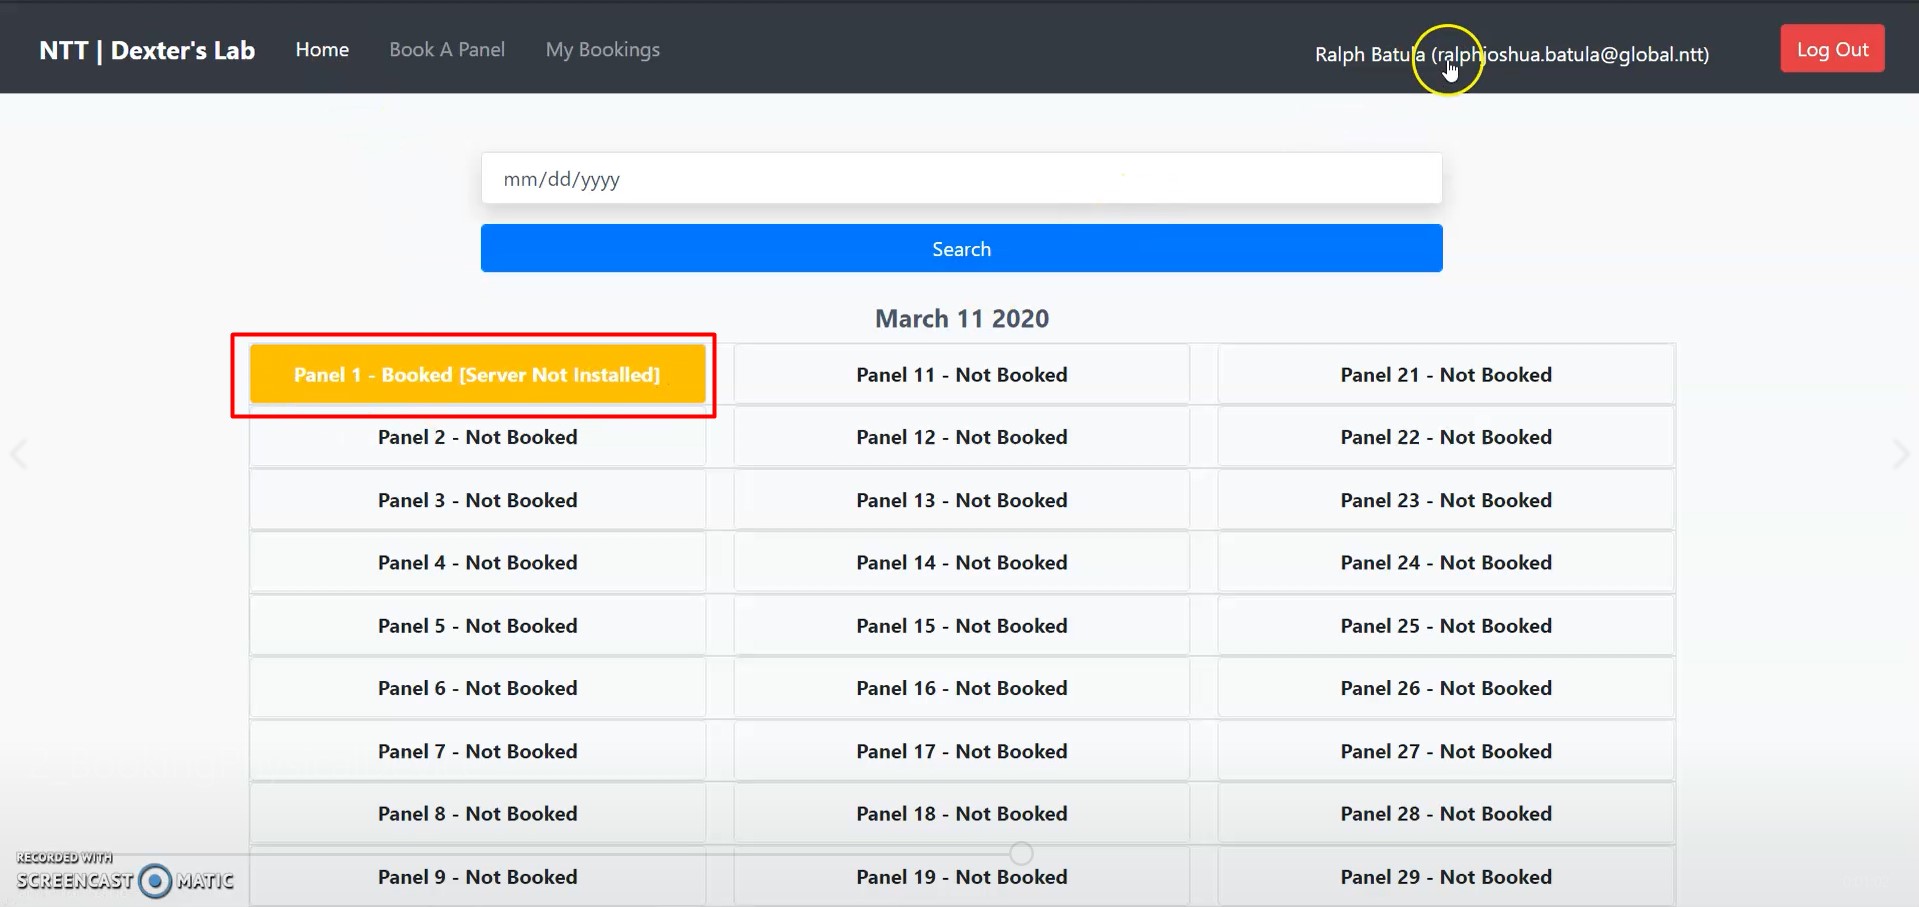 NTT | Dexter's Lab Home Book A Panel My Bookings Ralph Batula (ralphjoshua.batula@global.ntt) Log Out
mm/dd/yyyy
Search
March 11 2020
Panel 1 - Booked [Server Not Installed] Panel 11 - Not Booked Panel 21 - Not Booked
Panel 2 - Not Booked Panel 12 - Not Booked Panel 22 - Not Booked
Panel 3 - Not Booked Panel 13 - Not Booked Panel 23 - Not Booked
Panel 4 - Not Booked Panel 14 - Not Booked Panel 24 - Not Booked
Panel 5 - Not Booked Panel 15 - Not Booked Panel 25 - Not Booked
Panel 6 - Not Booked Panel 16 - Not Booked Panel 26 - Not Booked
Panel 7 - Not Booked Panel 17 - Not Booked Panel 27 - Not Booked
Panel 8 - Not Booked Panel 18 - Not Booked Panel 28 - Not Booked
Panel 9 - Not Booked Panel 19 - Not Booked Panel 29 - Not Booked
RECORDED WITH
SCREENCAST MATIC